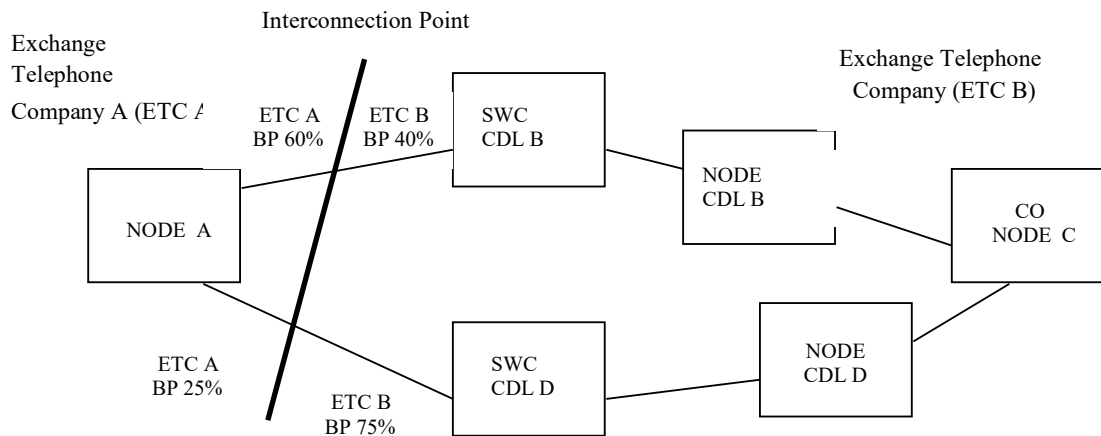 Interconnection Point
Exchange
Telephone
Company A (ETC A
Exchange Telephone
Company (ETC B)
ETC A
BP 60%
ETC B
BP 40%
SWC
CDL B
NODE
CDL B
NODE A
CO
NODE C
ETC A
BP 25%
ETC B
BP 75%
SWC
CDL D
NODE
CDL D